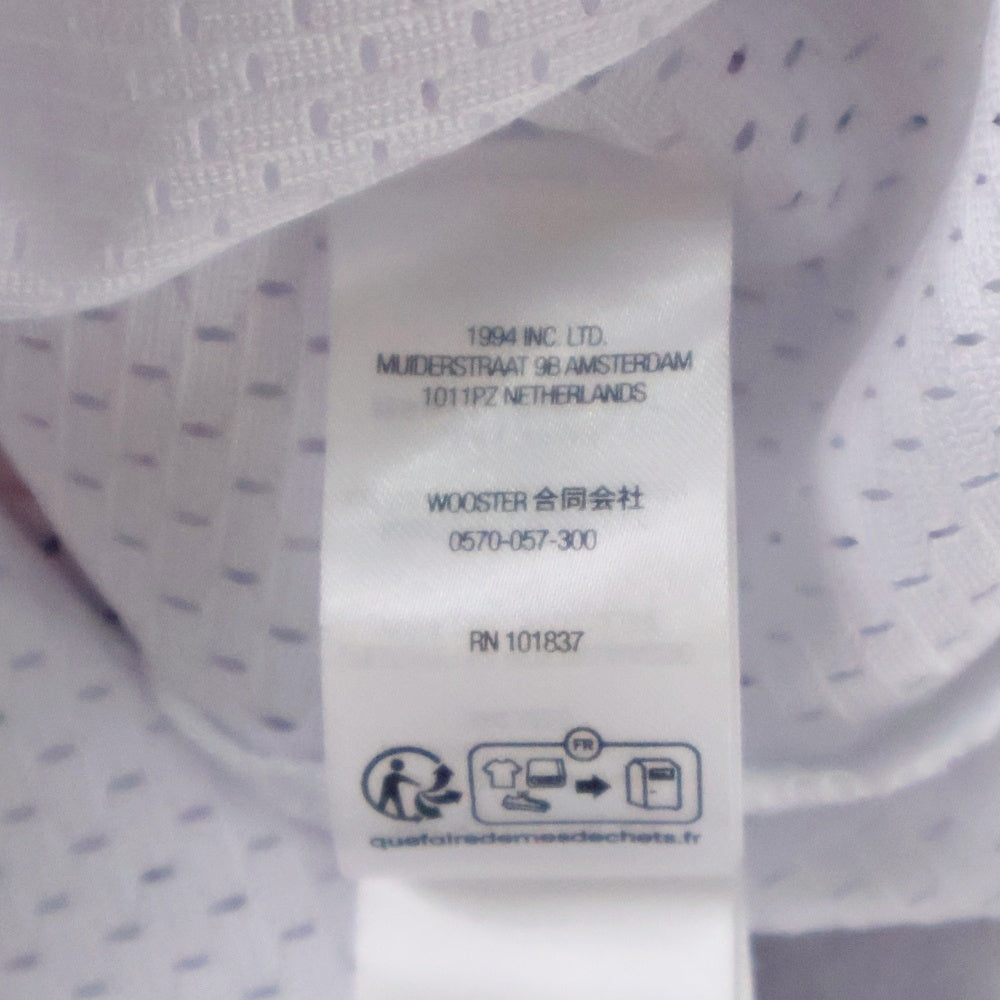 1994 INC. LTD.
MUIDERSTRAAT 9B AMSTERDAM
1011PZ NETHERLANDS
WOOSTER 合同会社
0570-057-300
RN 101837
FR
quefairedemesdechets.fr